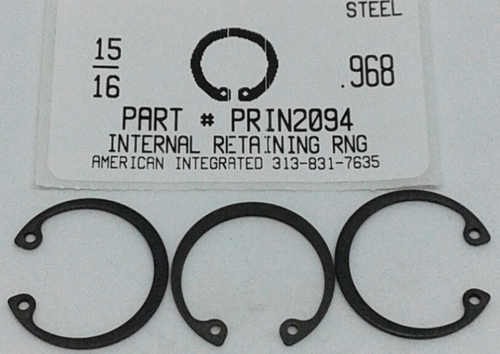 STEEL
15
16
.968
PART # PRIN2094
INTERNAL RETAINING RNG
AMERICAN INTEGRATED 313-831-7635